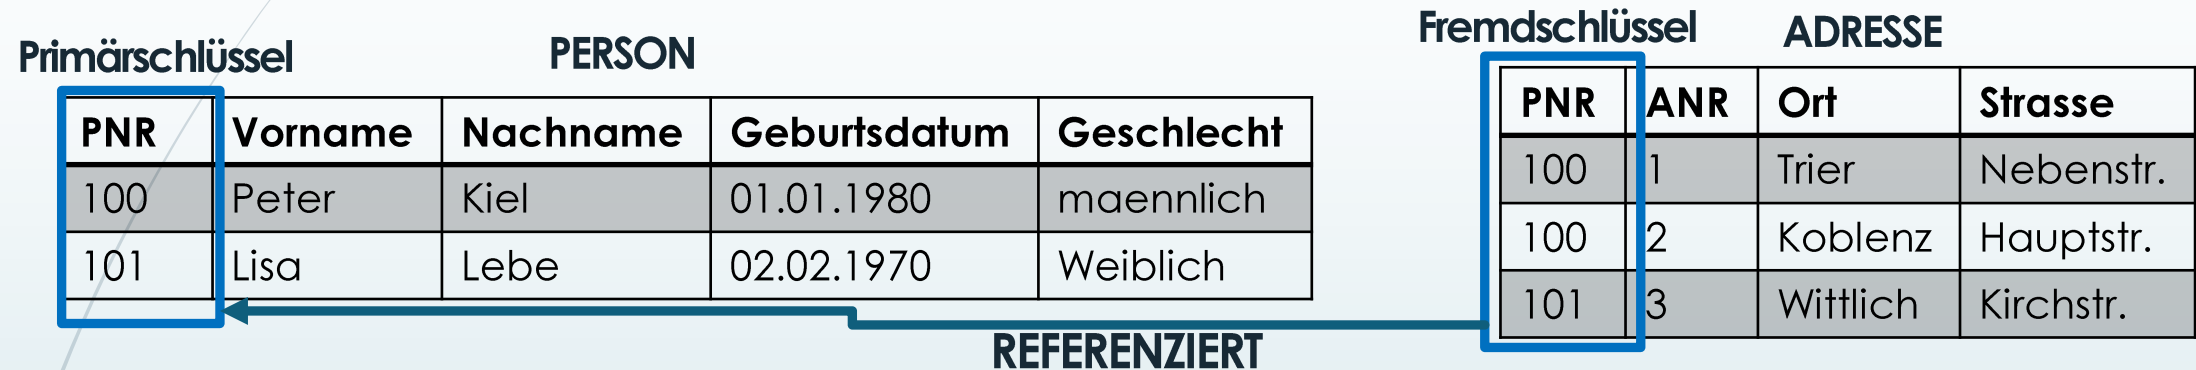 Primärschlüssel
PERSON
PNR Vorname Nachname Geburtsdatum Geschlecht
100 Peter Kiel 01.01.1980 maennlich
101 Lisa Lebe 02.02.1970 Weiblich
Fremdschlüssel
ADRESSE
PNR ANR Ort Strasse
100 1 Trier Nebenstr.
100 2 Koblenz Hauptstr.
101 3 Wittlich Kirchstr.
REFERENZIERT